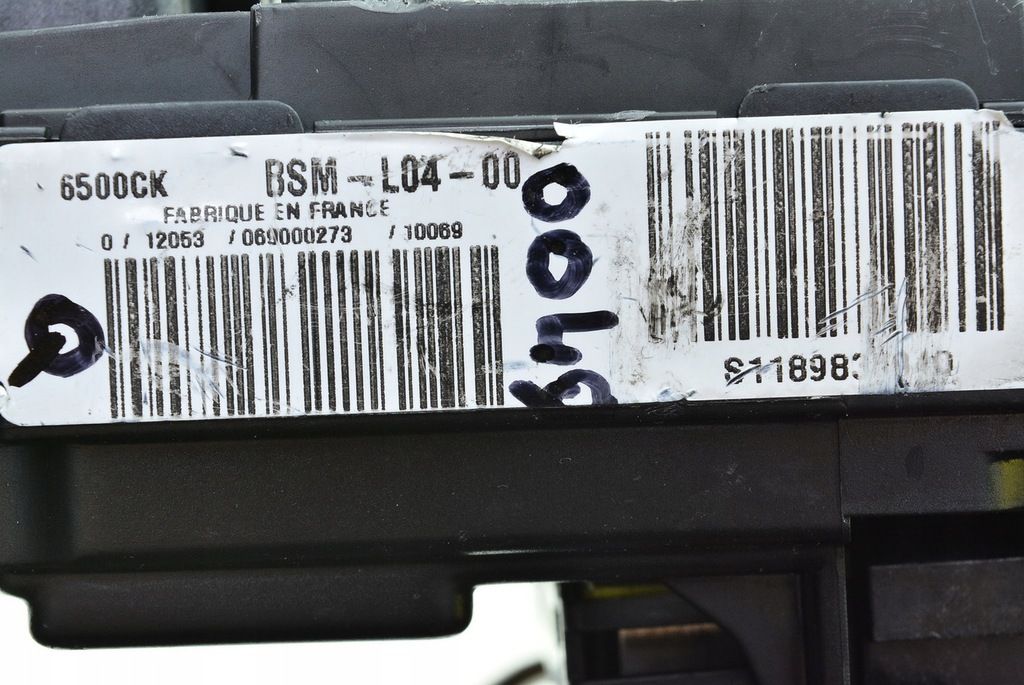 6500CK BSM-L04-00
FABRIQUE EN FRANCE
0/ 12053 /069000273 /10069